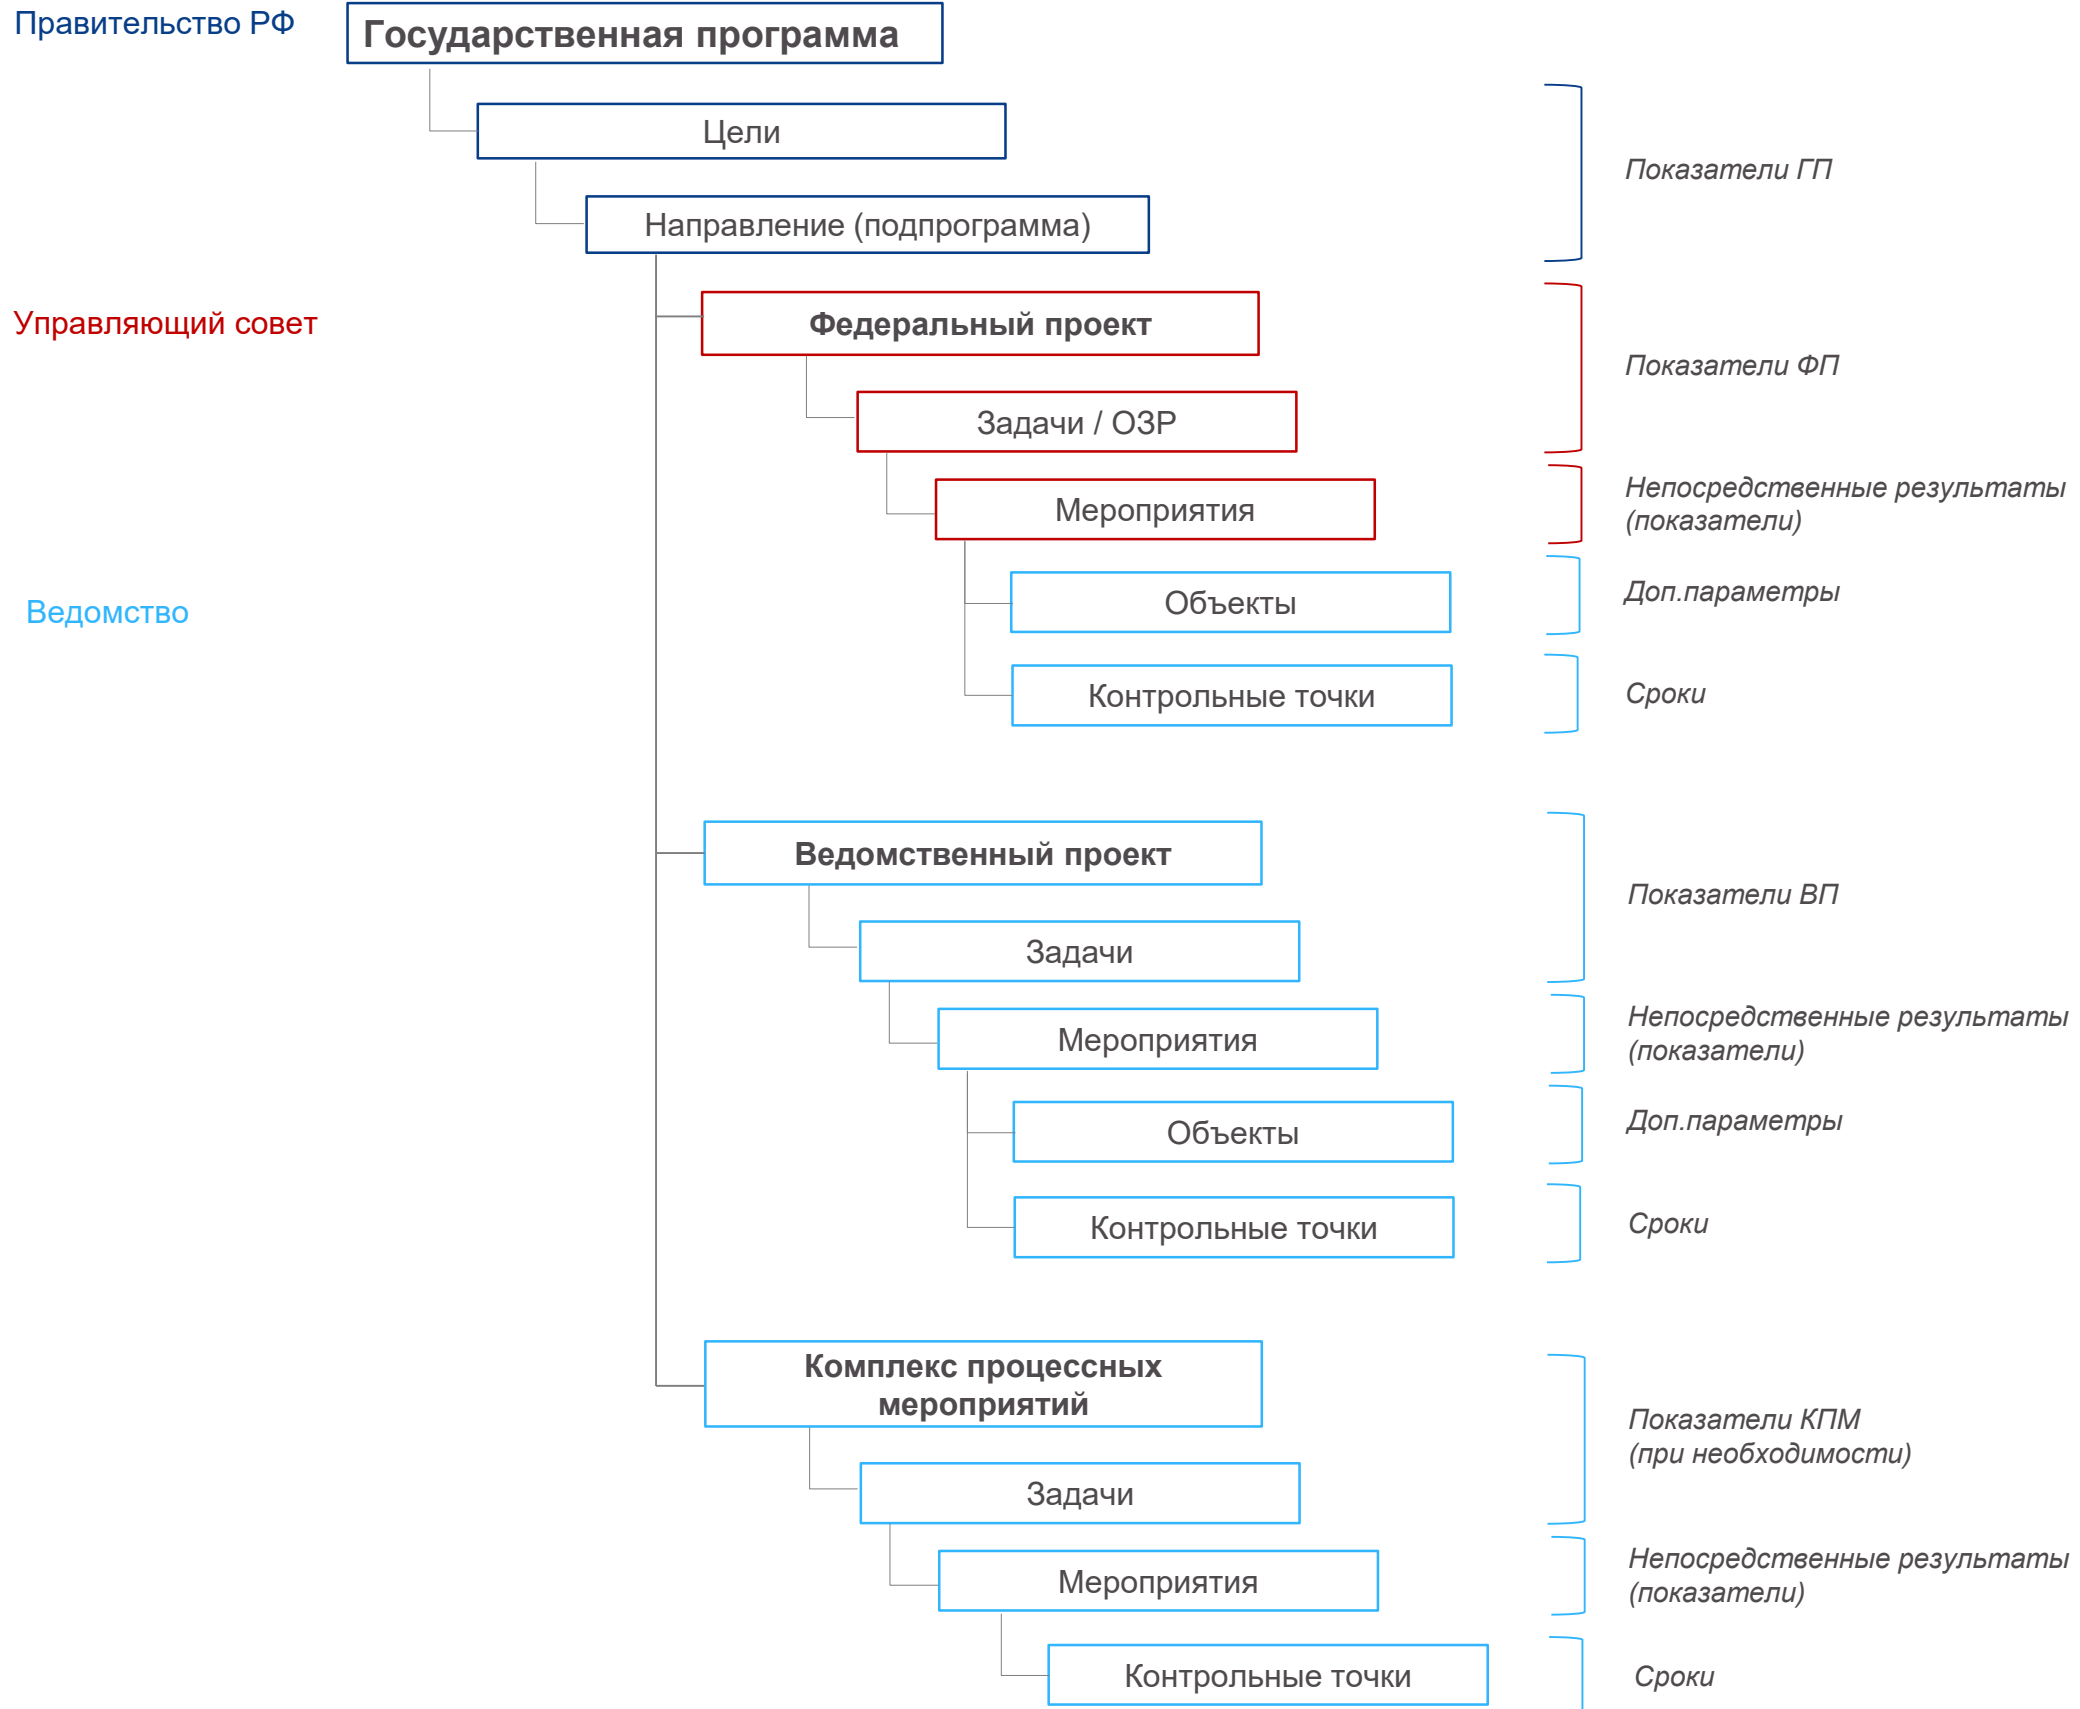 Правительство РФ
Государственная программа
Цели
Показатели ГП
Направление (подпрограмма)
Управляющий совет
Федеральный проект
Показатели ФП
Задачи / ОЗР
Непосредственные результаты
(показатели)
Мероприятия
Доп.параметры
Объекты
Ведомство
Сроки
Контрольные точки
Ведомственный проект
Показатели ВП
Задачи
Непосредственные результаты
(показатели)
Мероприятия
Доп.параметры
Объекты
Сроки
Контрольные точки
Комплекс процессных
мероприятий
Показатели КПМ
(при необходимости)
Задачи
Непосредственные результаты
(показатели)
Мероприятия
Контрольные точки
Сроки